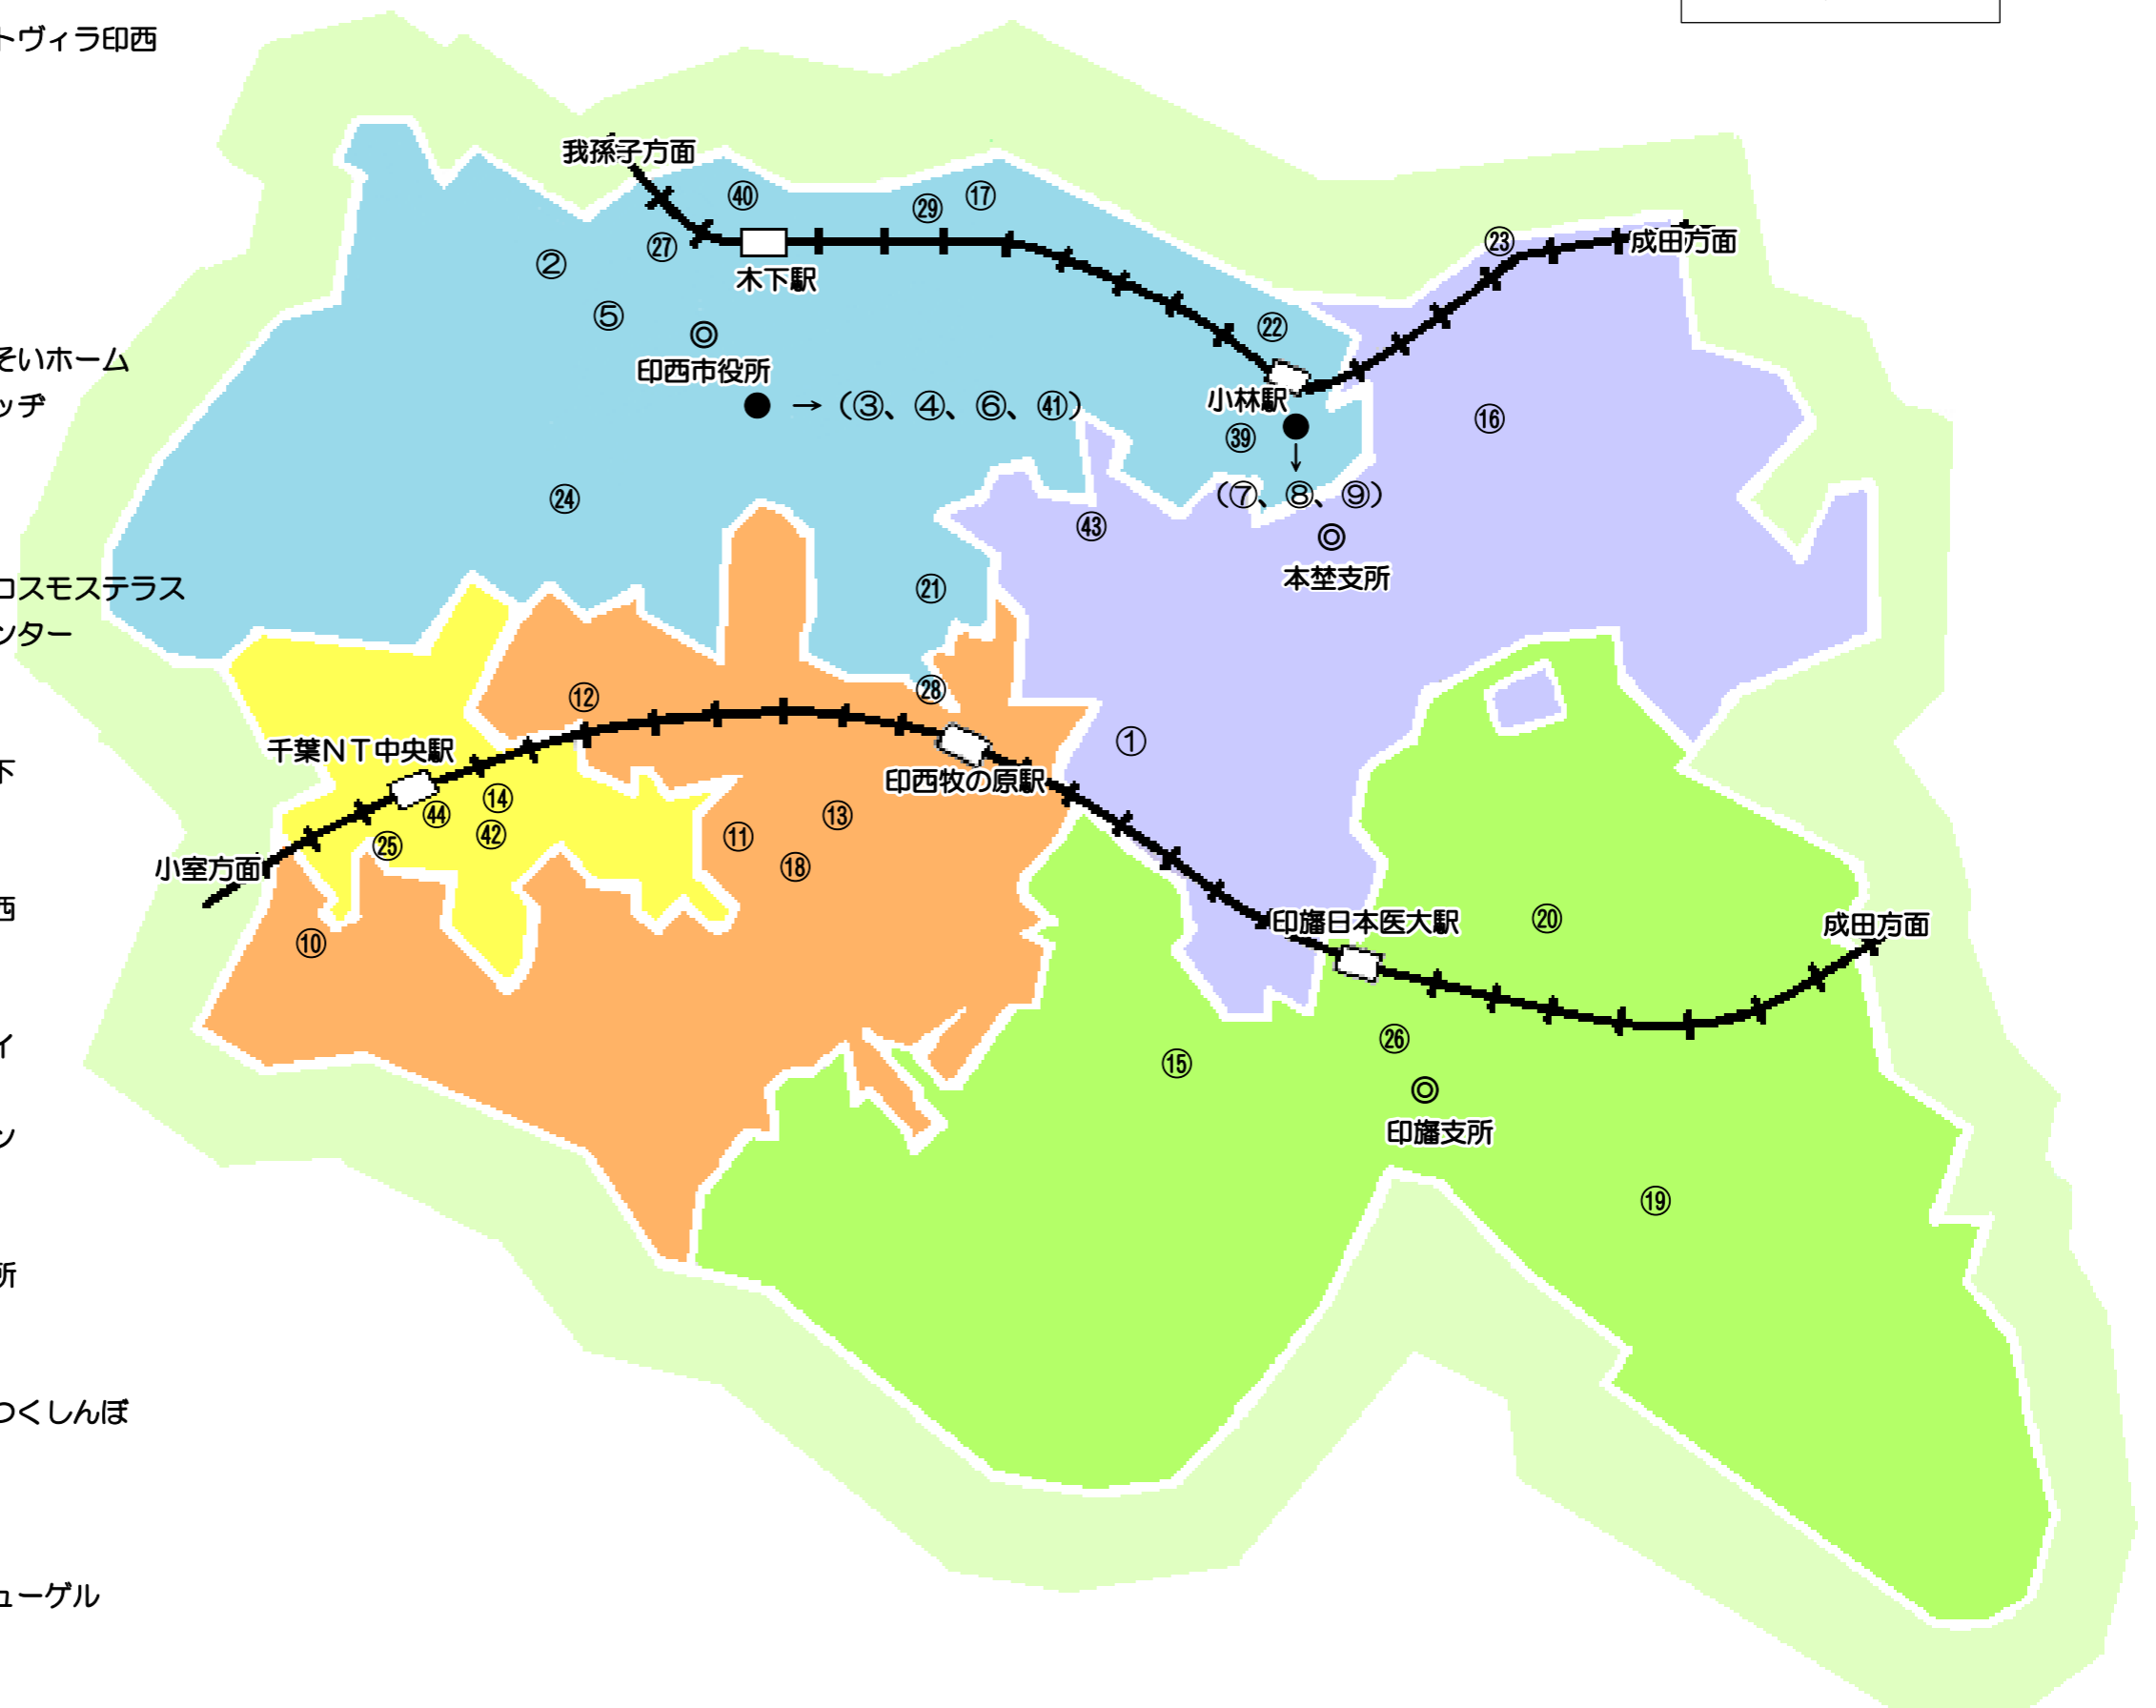 トヴィラ印西
そいホーム
ッヂ
コスモステラス
ンター
下
西
イ
ン
所
つくしんぼ
ューゲル
我孫子方面
㊵
㉙
⑰
㉗
木下駅
②
⑤
印西市役所
→（③、④、⑥、㊶）
㉓
成田方面
㉒
小林駅
㊴
↓
（⑦、⑧、⑨）
⑯
㉔
㊸
本埜支所
㉑
⑫
㉘
千葉ＮＴ中央駅
①
印西牧の原駅
⑭
㊹
㊷
㉕
⑬
⑪
⑱
小室方面
⑩
印旛日本医大駅
⑳
成田方面
⑮
㉖
印旛支所
⑲